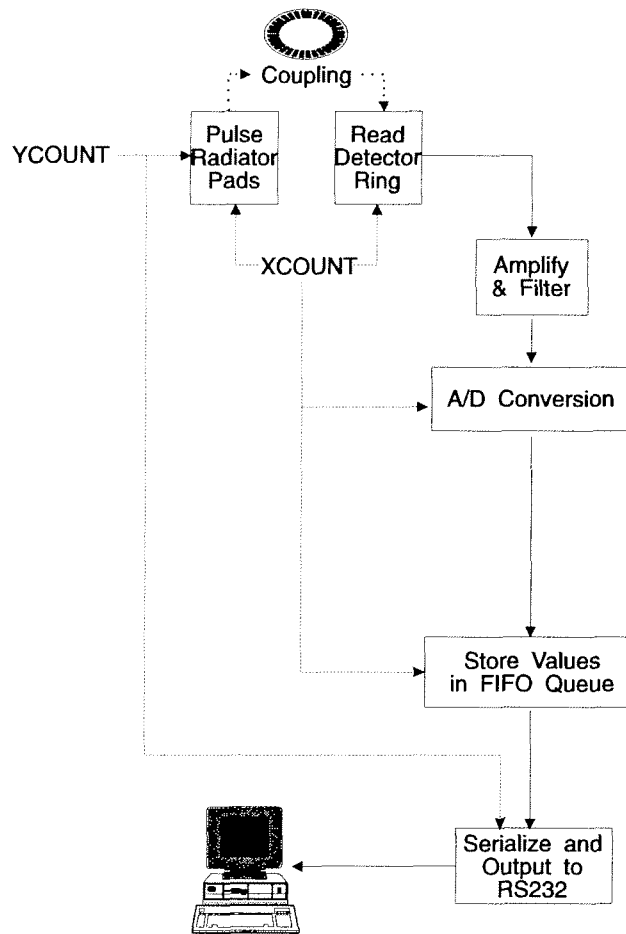 Coupling
Pulse
Radiator
Pads
Read
Detector
Ring
YCOUNT
XCOUNT
Amplify
& Filter
A/D Conversion
Store Values
in FIFO Queue
Serialize and
Output to
RS232